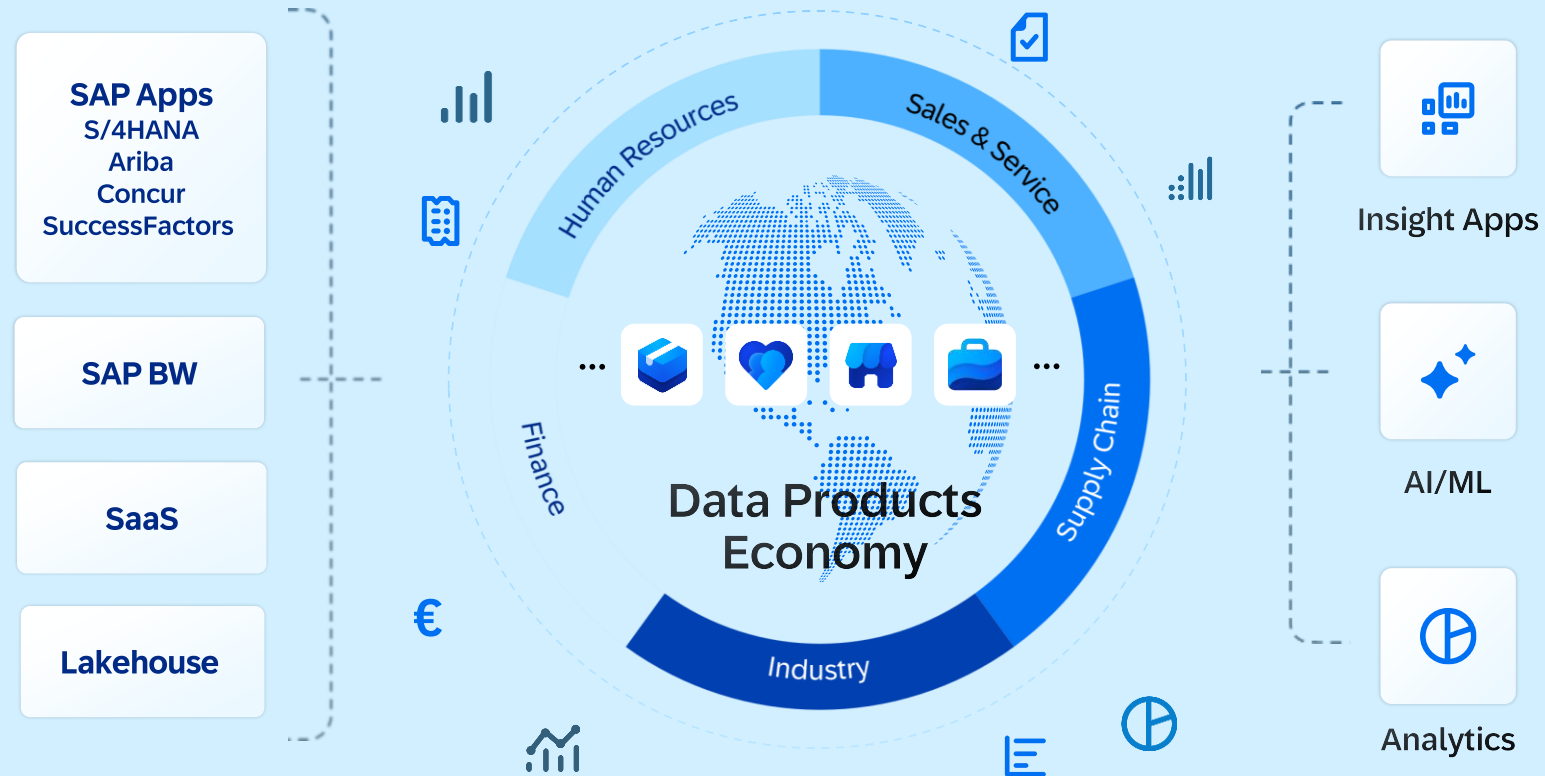 SAP Apps
S/4HANA
Ariba
Concur
SuccessFactors
SAP BW
SaaS
Lakehouse
Human Resources
Sales & Service
Supply Chain
Industry
Finance
...
...
Data Products
Economy
€
Insight Apps
AI/ML
Analytics